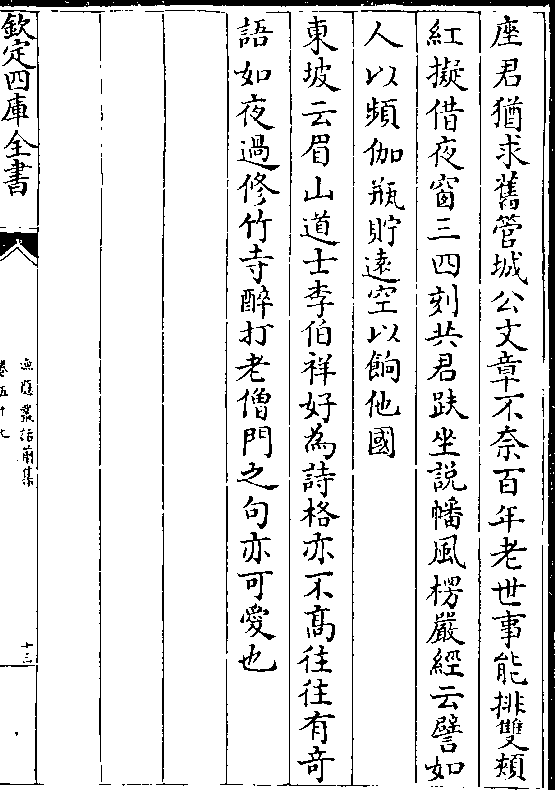 座君猶求舊管城公文章不奈百年老世事能排雙頰
紅擬借夜窗三四刻共君趺坐説幡風楞嚴經云譬如
人以頻伽瓶貯遠空以餉他國
東坡云眉山道士李伯祥好為詩格亦不髙往往有竒
語如夜過修竹寺醉打老僧門之句亦可愛也
欽定四庫全書
漁隱叢話前集
卷五十七
十三